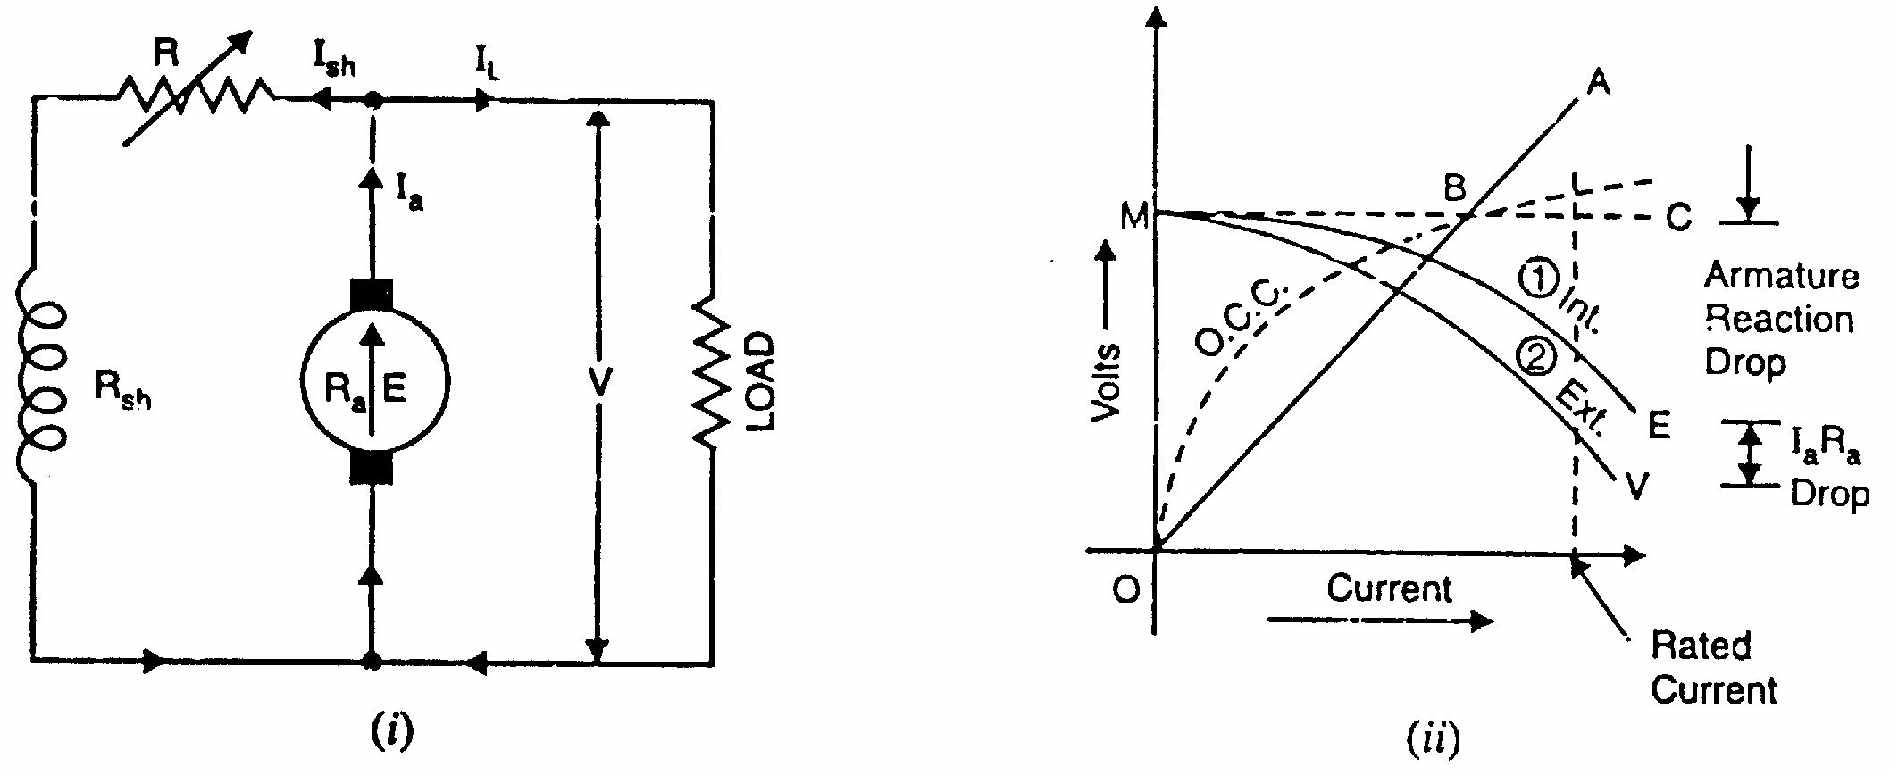 R
I_sh
I_L
I_a
R_sh
R_a
E
V
LOAD
(i)
A
B
M
C
O.C.C.
① Int.
② Ext.
Volts
E
V
O
Current
Armature
Reaction
Drop
I_aR_a
Drop
Rated
Current
(ii)